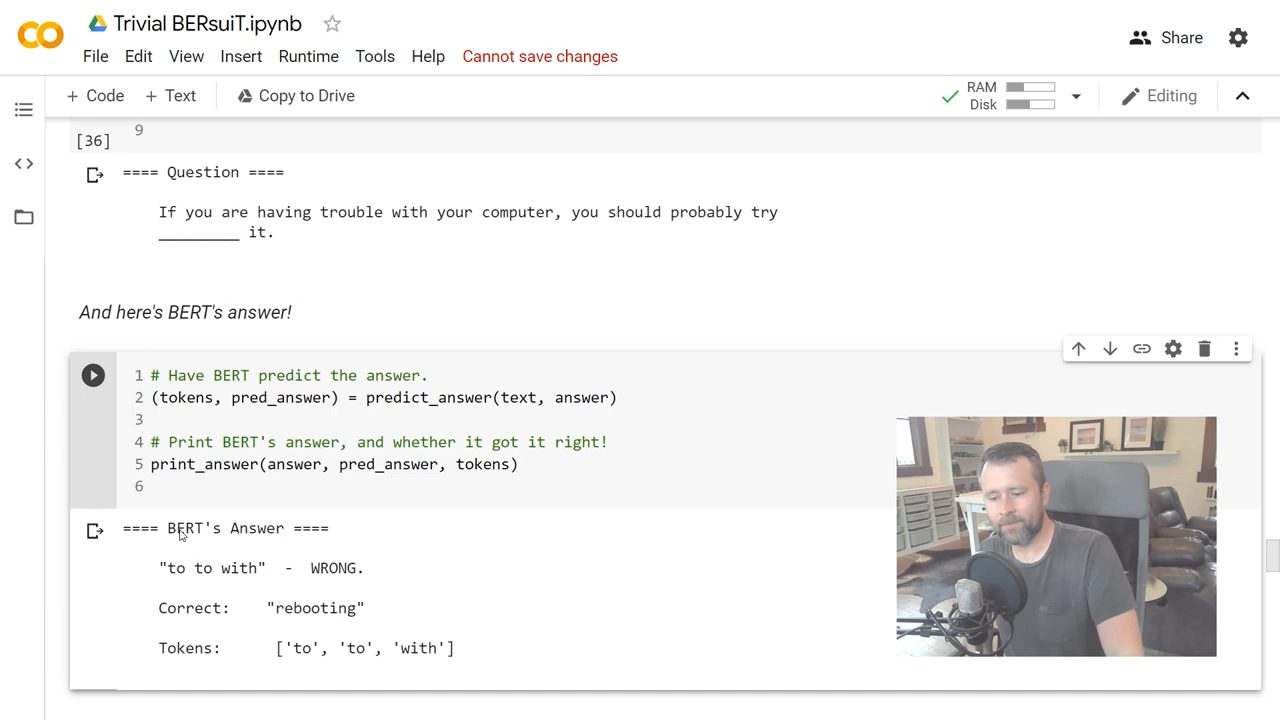 Trivial BERsuiT.ipynb
File Edit View Insert Runtime Tools Help Cannot save changes
Share
+ Code + Text Copy to Drive
RAM
Disk
Editing
9
[36]
==== Question ====
If you are having trouble with your computer, you should probably try
_________ it.
And here's BERT's answer!
1 # Have BERT predict the answer.
2 (tokens, pred_answer) = predict_answer(text, answer)
3
4 # Print BERT's answer, and whether it got it right!
5 print_answer(answer, pred_answer, tokens)
6
==== BERT's Answer ====
"to to with" - WRONG.
Correct: "rebooting"
Tokens: ['to', 'to', 'with']